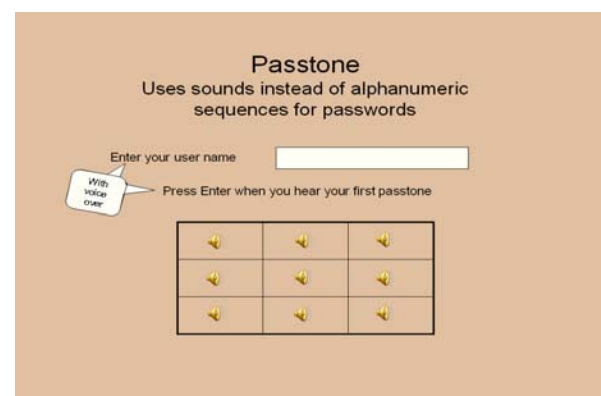 Passtone
Uses sounds instead of alphanumeric
sequences for passwords
Enter your user name
With
voice
over
Press Enter when you hear your first passtone